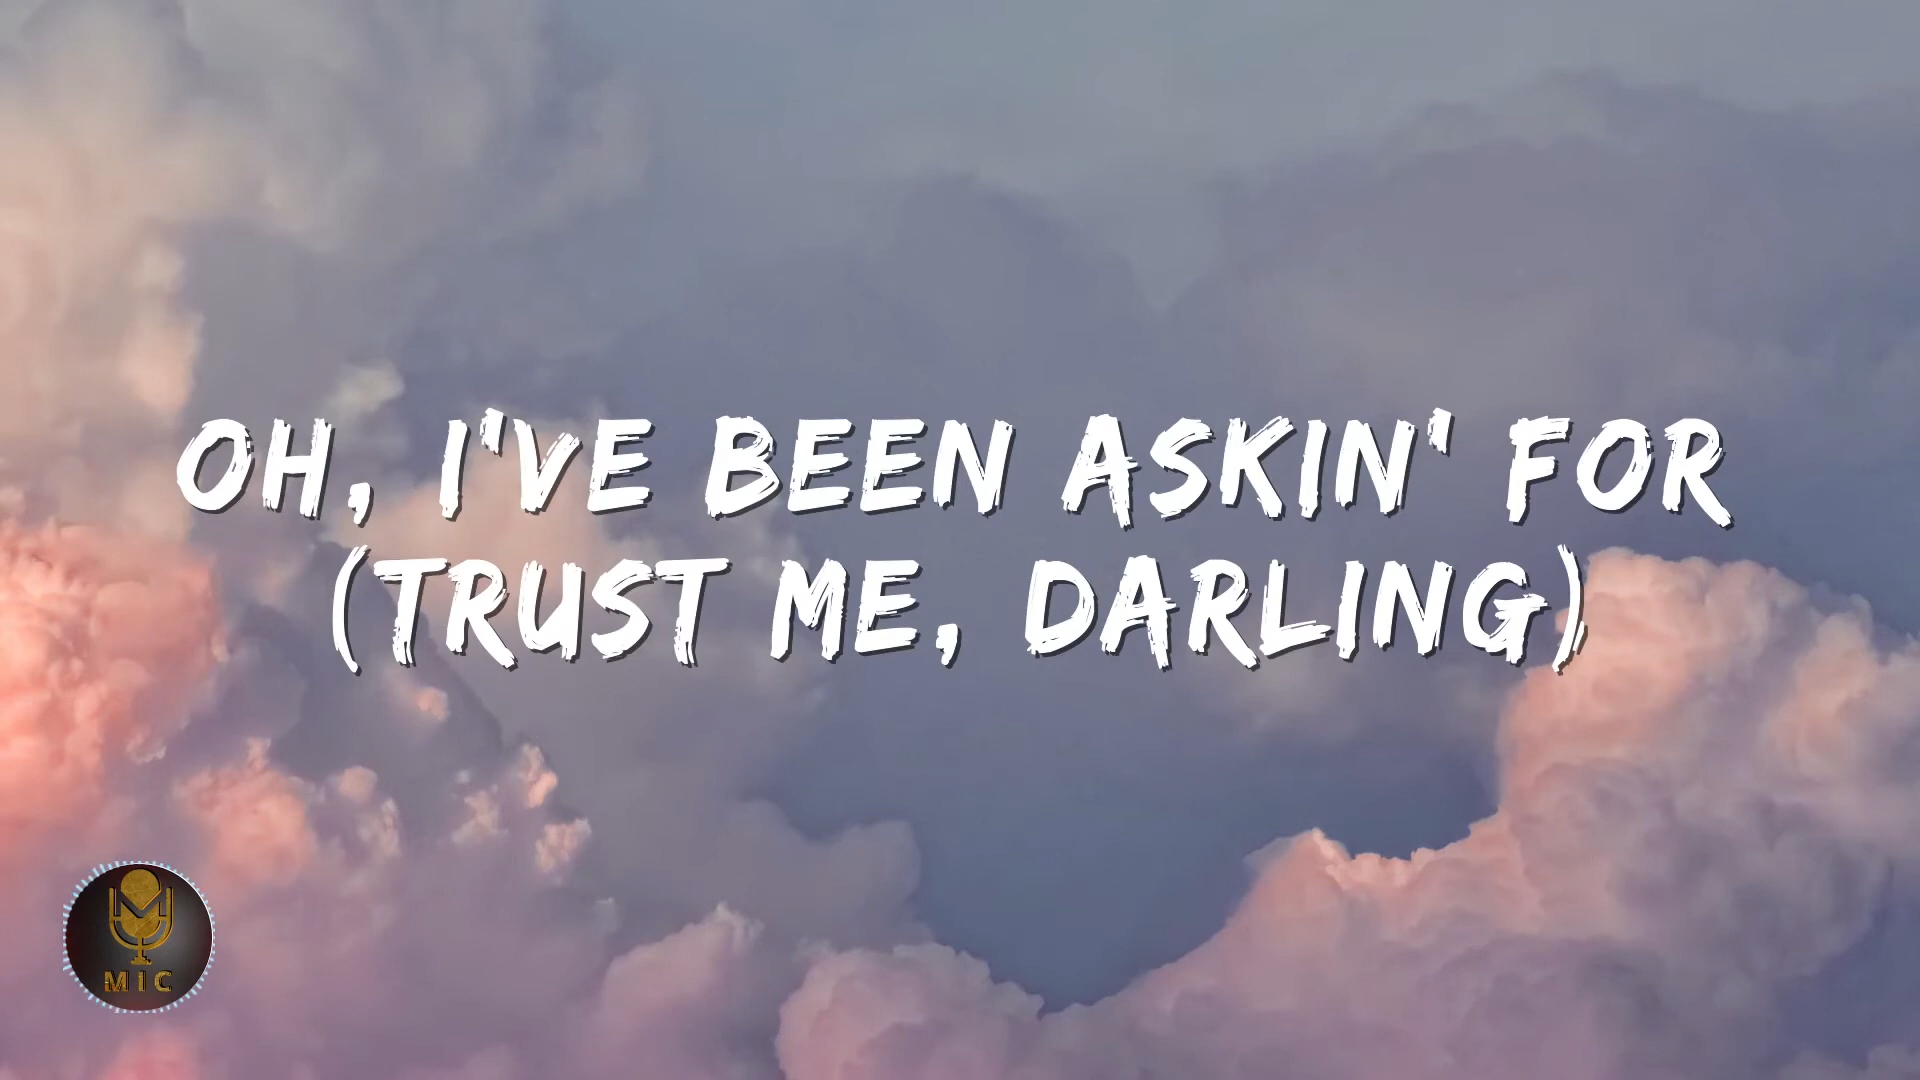 OH, I'VE BEEN ASKIN' FOR
(TRUST ME, DARLING)
MIC